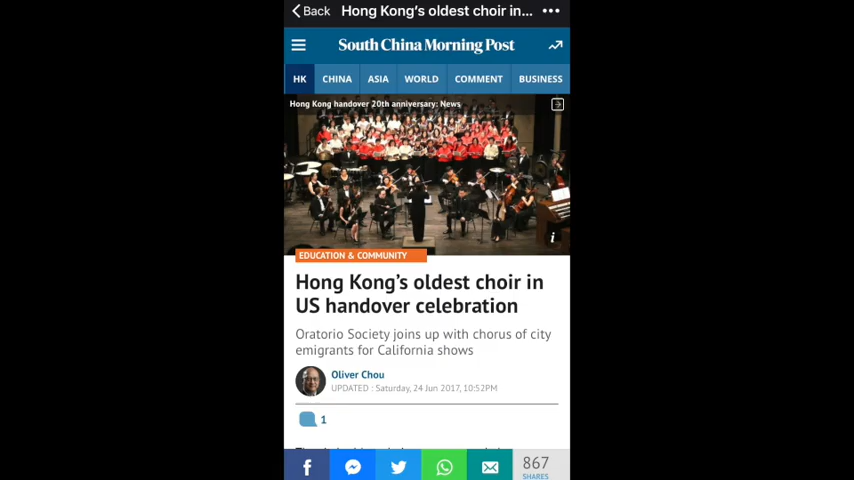 Back Hong Kong’s oldest choir in... •••
South China Morning Post
HK CHINA ASIA WORLD COMMENT BUSINESS
Hong Kong handover 20th anniversary: News
i
EDUCATION & COMMUNITY
Hong Kong’s oldest choir in
US handover celebration
Oratorio Society joins up with chorus of city
emigrants for California shows
Oliver Chou
UPDATED : Saturday, 24 Jun 2017, 10:52PM
1
867
SHARES